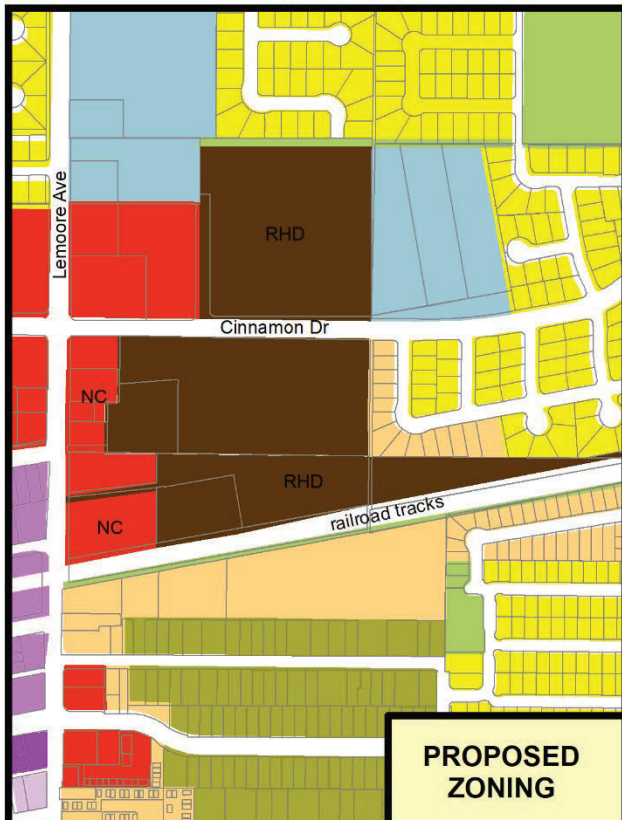 Lemoore Ave
RHD
Cinnamon Dr
NC
RHD
NC
railroad tracks
PROPOSED
ZONING